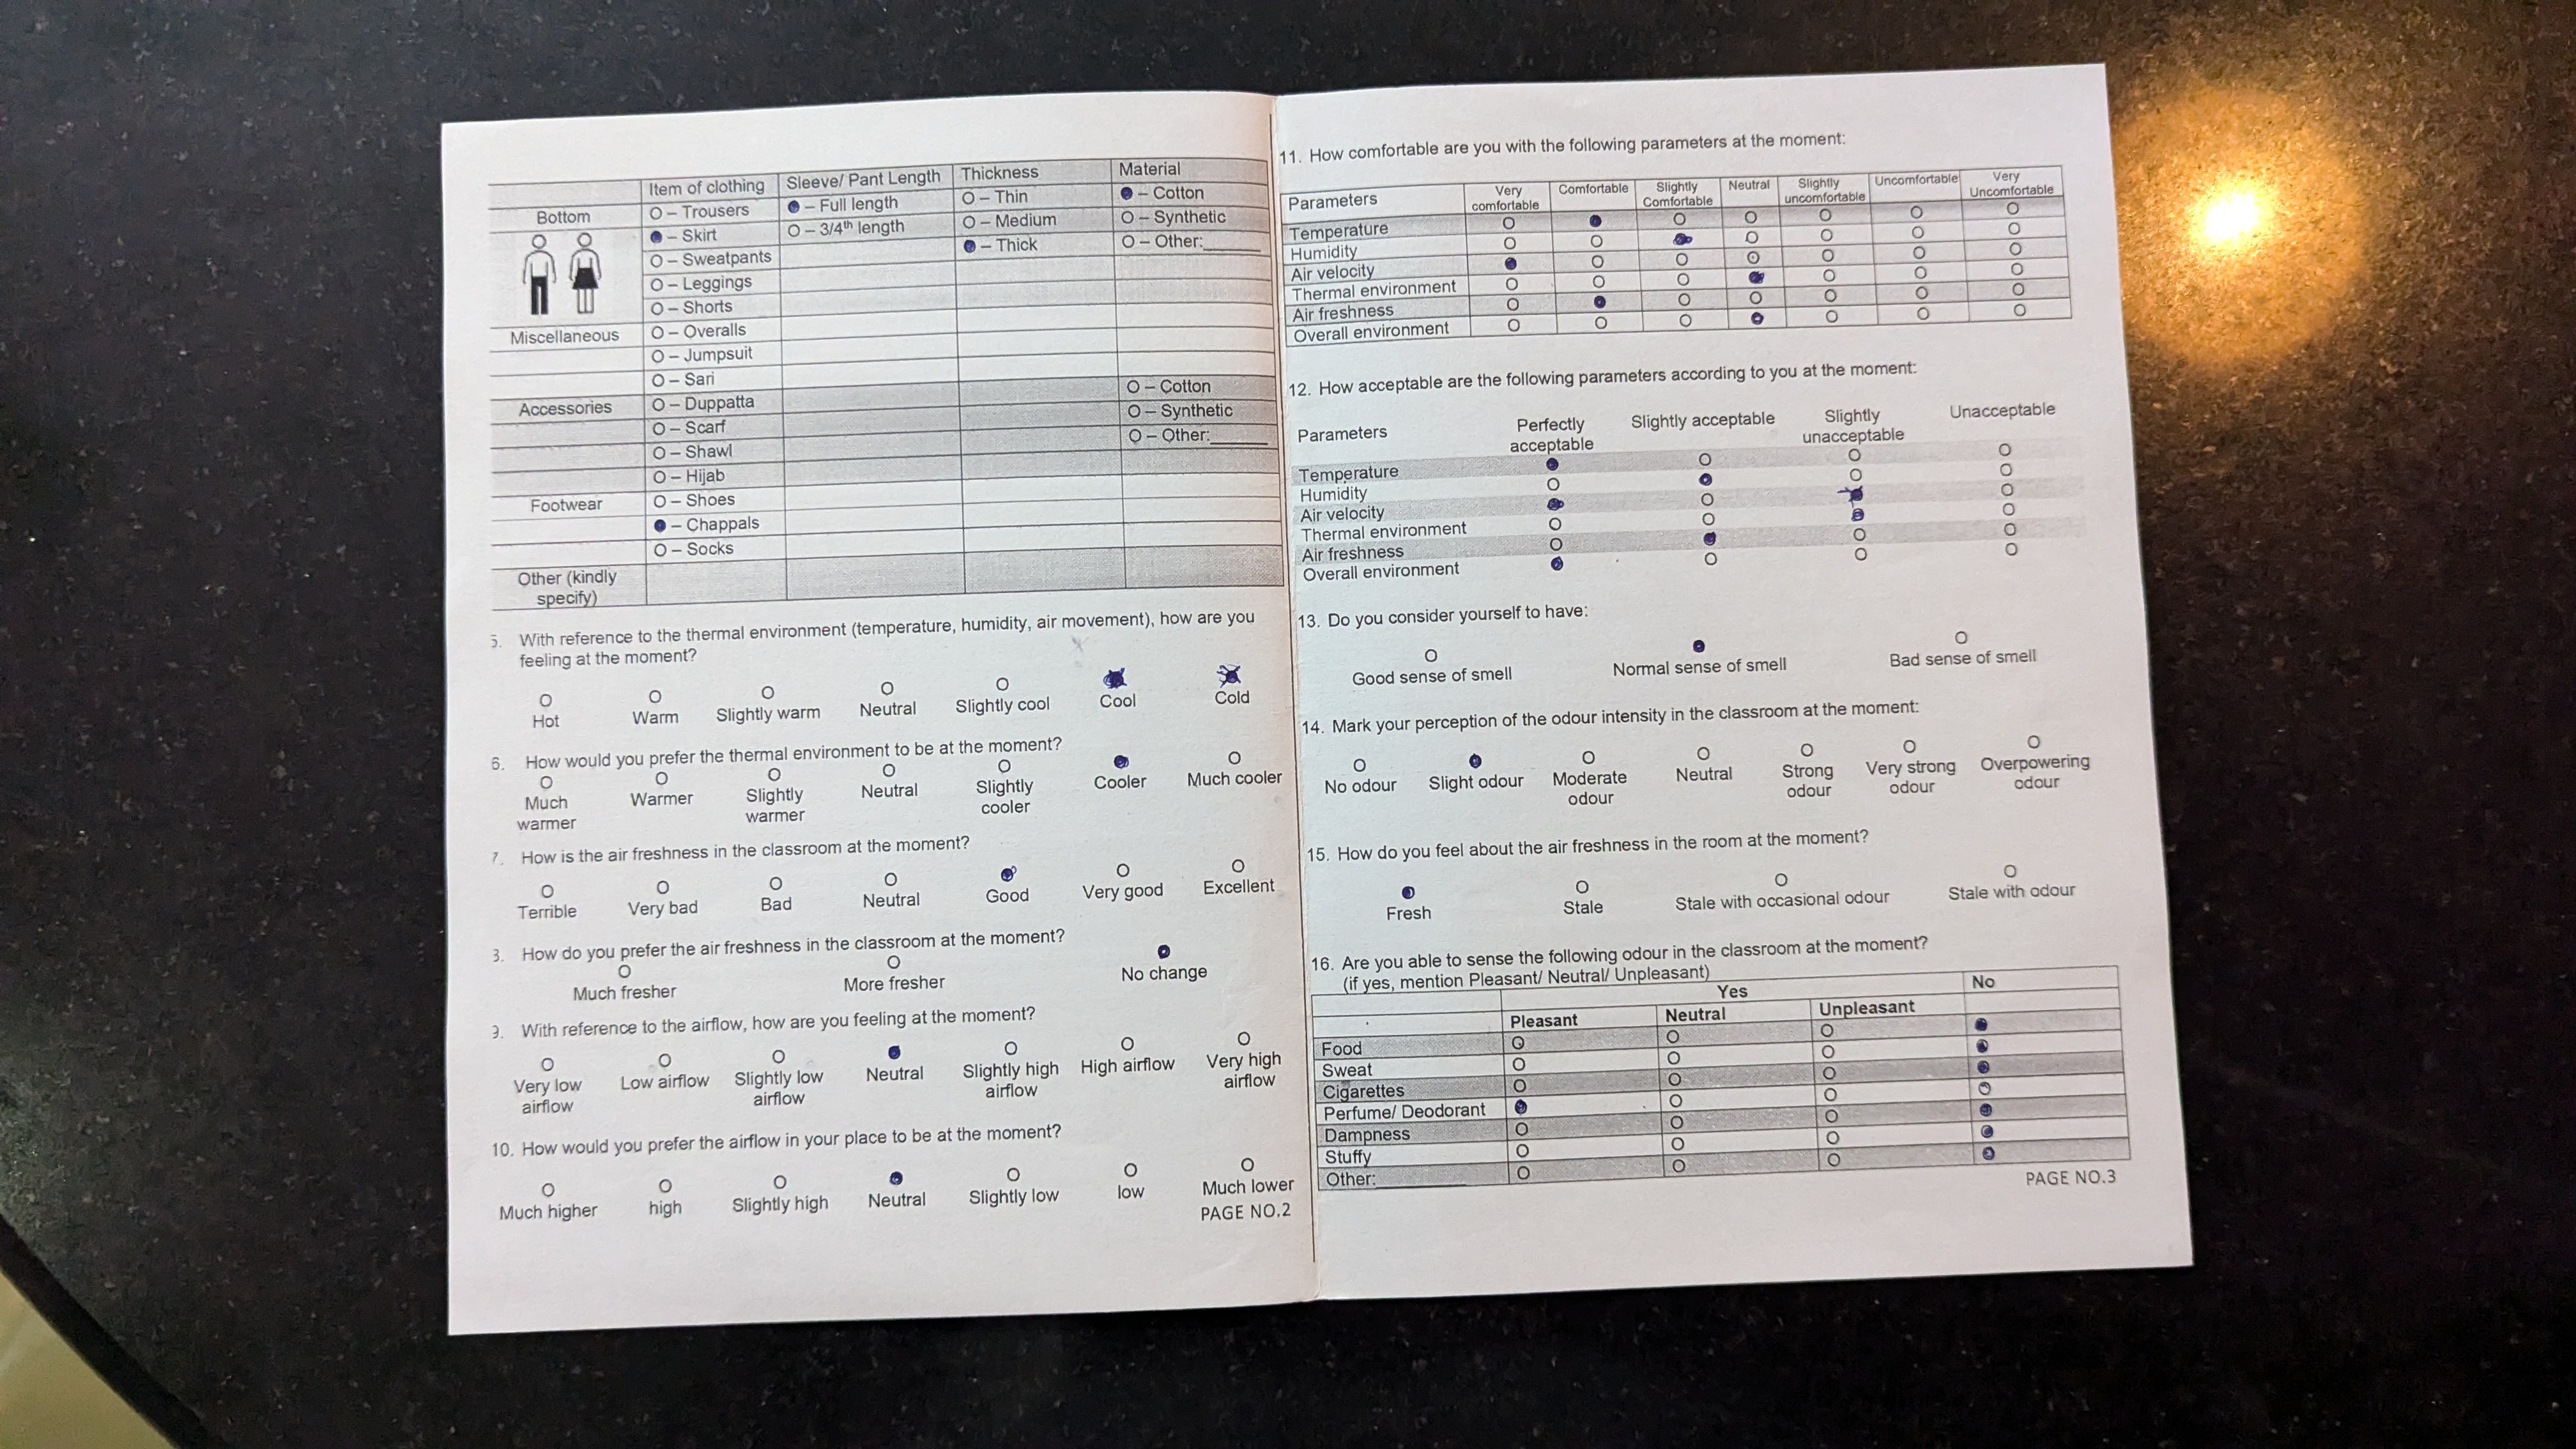 Item of clothing Sleeve/ Pant Length Thickness Material
Bottom O – Trousers ● – Full length O – Thin ● – Cotton
● – Skirt O – 3/4th length O – Medium O – Synthetic
O – Sweatpants ● – Thick O – Other:______
O – Leggings
O – Shorts
Miscellaneous O – Overalls
O – Jumpsuit
O – Sari
Accessories O – Duppatta O – Cotton
O – Scarf O – Synthetic
O – Shawl O – Other:______
O – Hijab
Footwear O – Shoes
● – Chappals
O – Socks
Other (kindly
specify)
5. With reference to the thermal environment (temperature, humidity, air movement), how are you
feeling at the moment?
Hot Warm Slightly warm Neutral Slightly cool Cool Cold
6. How would you prefer the thermal environment to be at the moment?
Much Warmer Slightly Neutral Slightly Cooler Much cooler
warmer warmer cooler
7. How is the air freshness in the classroom at the moment?
Terrible Very bad Bad Neutral Good Very good Excellent
How do you prefer the air freshness in the classroom at the moment?
Much fresher More fresher No change
9. With reference to the airflow, how are you feeling at the moment?
Very low Low airflow Slightly low Neutral Slightly high High airflow Very high
airflow airflow airflow airflow
10. How would you prefer the airflow in your place to be at the moment?
Much higher high Slightly high Neutral Slightly low low Much lower
PAGE NO.2
11. How comfortable are you with the following parameters at the moment:
Parameters Very Comfortable Slightly Neutral Slightly Uncomfortable Very
comfortable Comfortable uncomfortable Uncomfortable
Temperature
Humidity
Air velocity
Thermal environment
Air freshness
Overall environment
12. How acceptable are the following parameters according to you at the moment:
Parameters Perfectly Slightly acceptable Slightly Unacceptable
acceptable unacceptable
Temperature
Humidity
Air velocity
Thermal environment
Air freshness
Overall environment
13. Do you consider yourself to have:
Good sense of smell Normal sense of smell Bad sense of smell
14. Mark your perception of the odour intensity in the classroom at the moment:
No odour Slight odour Moderate Neutral Strong Very strong Overpowering
odour odour odour odour
15. How do you feel about the air freshness in the room at the moment?
Fresh Stale Stale with occasional odour Stale with odour
16. Are you able to sense the following odour in the classroom at the moment?
(if yes, mention Pleasant/ Neutral/ Unpleasant)
Yes No
Pleasant Neutral Unpleasant
Food
Sweat
Cigarettes
Perfume/ Deodorant
Dampness
Stuffy
Other:__________
PAGE NO.3